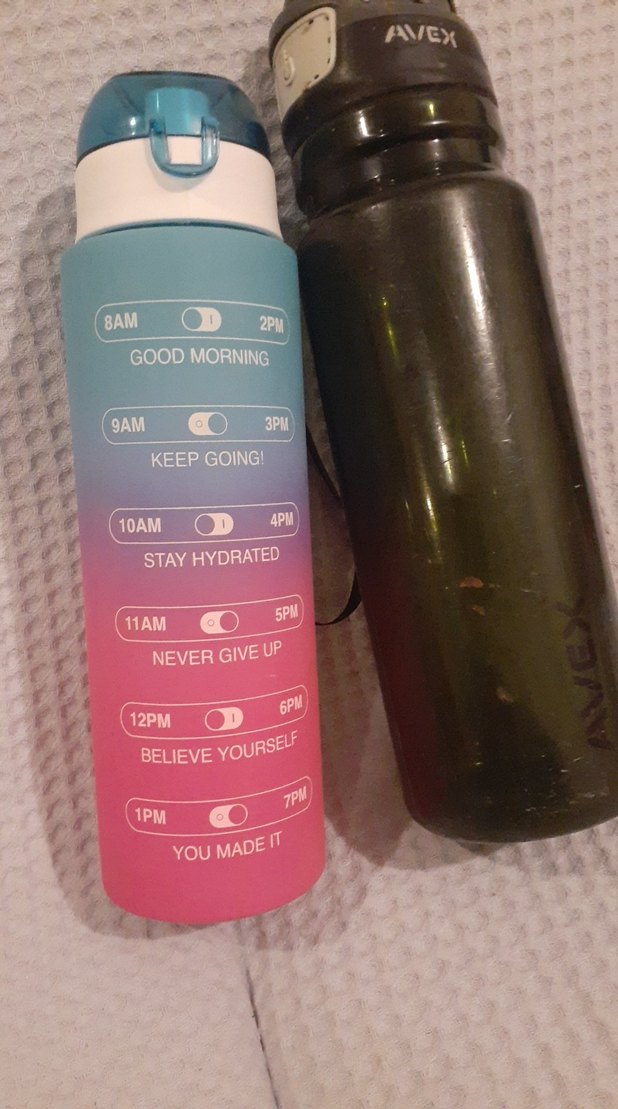 AVEX
8AM 2PM
GOOD MORNING
9AM 3PM
KEEP GOING!
10AM 4PM
STAY HYDRATED
11AM 5PM
NEVER GIVE UP
12PM 6PM
BELIEVE YOURSELF
1PM 7PM
YOU MADE IT
AVEX